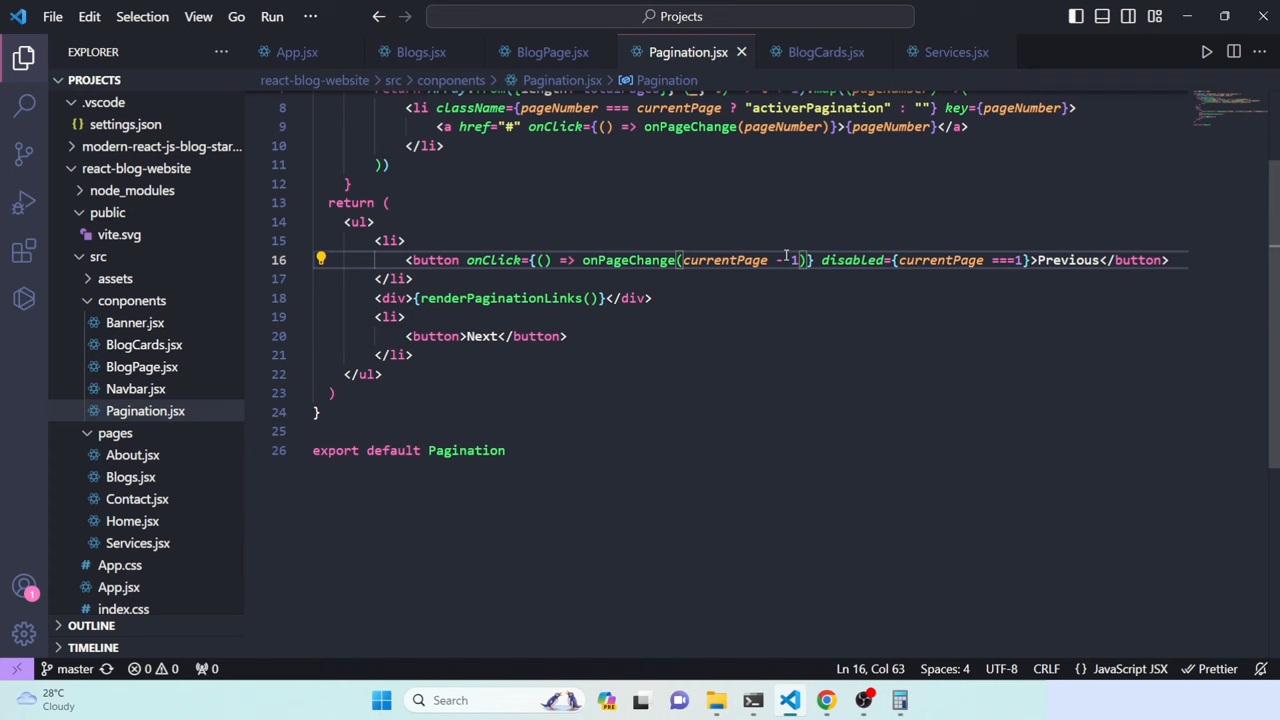 File Edit Selection View Go Run ···
Projects
EXPLORER
App.jsx
Blogs.jsx
BlogPage.jsx
Pagination.jsx
BlogCards.jsx
Services.jsx
PROJECTS
react-blog-website > src > conponents > Pagination.jsx > Pagination
.vscode
settings.json
modern-react-js-blog-star...
react-blog-website
node_modules
public
vite.svg
src
assets
conponents
Banner.jsx
BlogCards.jsx
BlogPage.jsx
Navbar.jsx
Pagination.jsx
pages
About.jsx
Blogs.jsx
Contact.jsx
Home.jsx
Services.jsx
App.css
App.jsx
index.css
OUTLINE
TIMELINE
8 <li className={pageNumber === currentPage ? "activerPagination" : ""} key={pageNumber}>
9 <a href="#" onClick={() => onPageChange(pageNumber)}>{pageNumber}</a>
10 </li>
11 ))
12 }
13 return (
14 <ul>
15 <li>
16 <button onClick={() => onPageChange(currentPage - 1)} disabled={currentPage ===1}>Previous</button>
17 </li>
18 <div>{renderPaginationLinks()}</div>
19 <li>
20 <button>Next</button>
21 </li>
22 </ul>
23 )
24 }
25
26 export default Pagination
1
master 0 0 0
Ln 16, Col 63 Spaces: 4 UTF-8 CRLF {} JavaScript JSX Prettier
28°C
Cloudy
Search
PRE